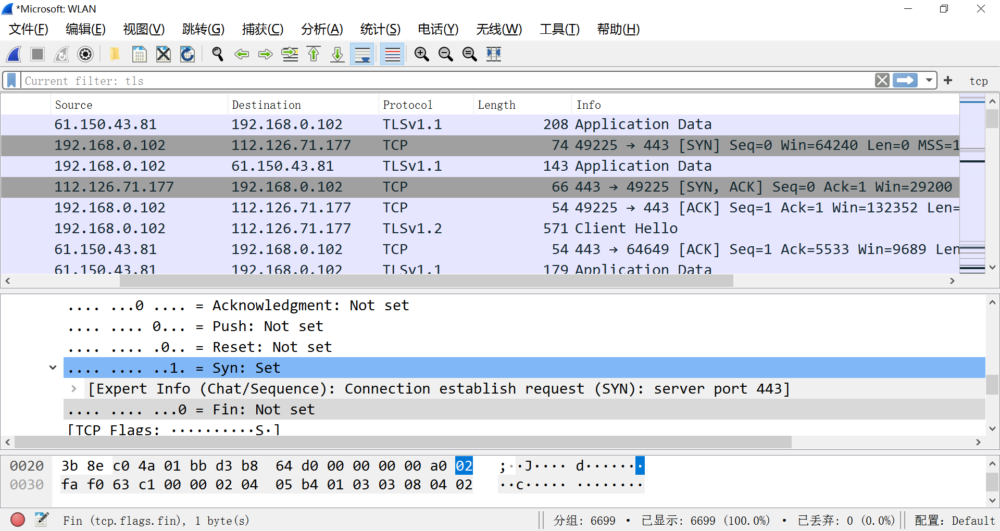 *Microsoft: WLAN
文件(F) 编辑(E) 视图(V) 跳转(G) 捕获(C) 分析(A) 统计(S) 电话(Y) 无线(W) 工具(T) 帮助(H)
Current filter: tls
tcp
Source Destination Protocol Length Info
61.150.43.81 192.168.0.102 TLSv1.1 208 Application Data
192.168.0.102 112.126.71.177 TCP 74 49225 → 443 [SYN] Seq=0 Win=64240 Len=0 MSS=1
192.168.0.102 61.150.43.81 TLSv1.1 143 Application Data
112.126.71.177 192.168.0.102 TCP 66 443 → 49225 [SYN, ACK] Seq=0 Ack=1 Win=29200
192.168.0.102 112.126.71.177 TCP 54 49225 → 443 [ACK] Seq=1 Ack=1 Win=132352 Len=
192.168.0.102 112.126.71.177 TLSv1.2 571 Client Hello
61.150.43.81 192.168.0.102 TCP 54 443 → 64649 [ACK] Seq=1 Ack=5533 Win=9689 Len
61.150.43.81 192.168.0.102 TLSv1.1 179 Application Data
.... ...0 .... = Acknowledgment: Not set
.... .... 0... = Push: Not set
.... .... .0.. = Reset: Not set
.... .... ..1. = Syn: Set
[Expert Info (Chat/Sequence): Connection establish request (SYN): server port 443]
.... .... ...0 = Fin: Not set
[TCP Flags: ··········S·]
0020 3b 8e c0 4a 01 bb d3 b8 64 d0 00 00 00 00 a0 02 ;··J···· d·······
0030 fa f0 63 c1 00 00 02 04 05 b4 01 03 03 08 04 02 ··c····· ········
Fin (tcp.flags.fin), 1 byte(s)
分组: 6699 · 已显示: 6699 (100.0%) · 已丢弃: 0 (0.0%)
配置: Default